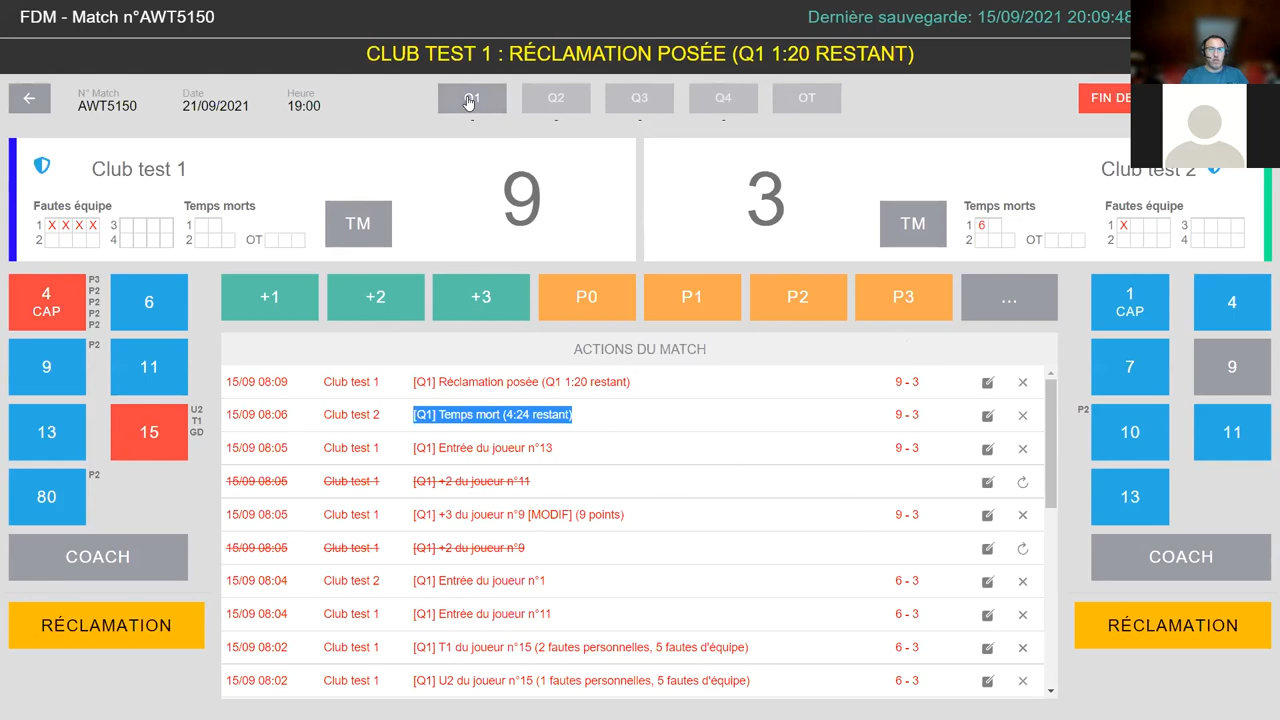 FDM - Match n°AWT5150
Dernière sauvegarde: 15/09/2021 20:09:48
CLUB TEST 1 : RÉCLAMATION POSÉE (Q1 1:20 RESTANT)
N° Match Date Heure
AWT5150 21/09/2021 19:00
Q1 Q2 Q3 Q4 OT
- - - -
FIN DE
Club test 1 9
3 Club test 2
Fautes équipe Temps morts
1 X X X X 3 1
2 4 2 OT
TM
TM
Temps morts Fautes équipe
1 6 1 X 3
2 OT 2 4
4
CAP
P3
P2
P2
P2
P2
6
9
P2
11
13
15
U2
T1
GD
80
P2
COACH
RÉCLAMATION
+1 +2 +3 P0 P1 P2 P3 ...
ACTIONS DU MATCH
15/09 08:09 Club test 1 [Q1] Réclamation posée (Q1 1:20 restant) 9 - 3
15/09 08:06 Club test 2 [Q1] Temps mort (4:24 restant) 9 - 3
15/09 08:05 Club test 1 [Q1] Entrée du joueur n°13 9 - 3
15/09 08:05 Club test 1 [Q1] +2 du joueur n°11
15/09 08:05 Club test 1 [Q1] +3 du joueur n°9 [MODIF] (9 points) 9 - 3
15/09 08:05 Club test 1 [Q1] +2 du joueur n°9
15/09 08:04 Club test 2 [Q1] Entrée du joueur n°1 6 - 3
15/09 08:04 Club test 1 [Q1] Entrée du joueur n°11 6 - 3
15/09 08:02 Club test 1 [Q1] T1 du joueur n°15 (2 fautes personnelles, 5 fautes d'équipe) 6 - 3
15/09 08:02 Club test 1 [Q1] U2 du joueur n°15 (1 fautes personnelles, 5 fautes d'équipe) 6 - 3
1
CAP
4
7
9
P2
10
11
13
COACH
RÉCLAMATION